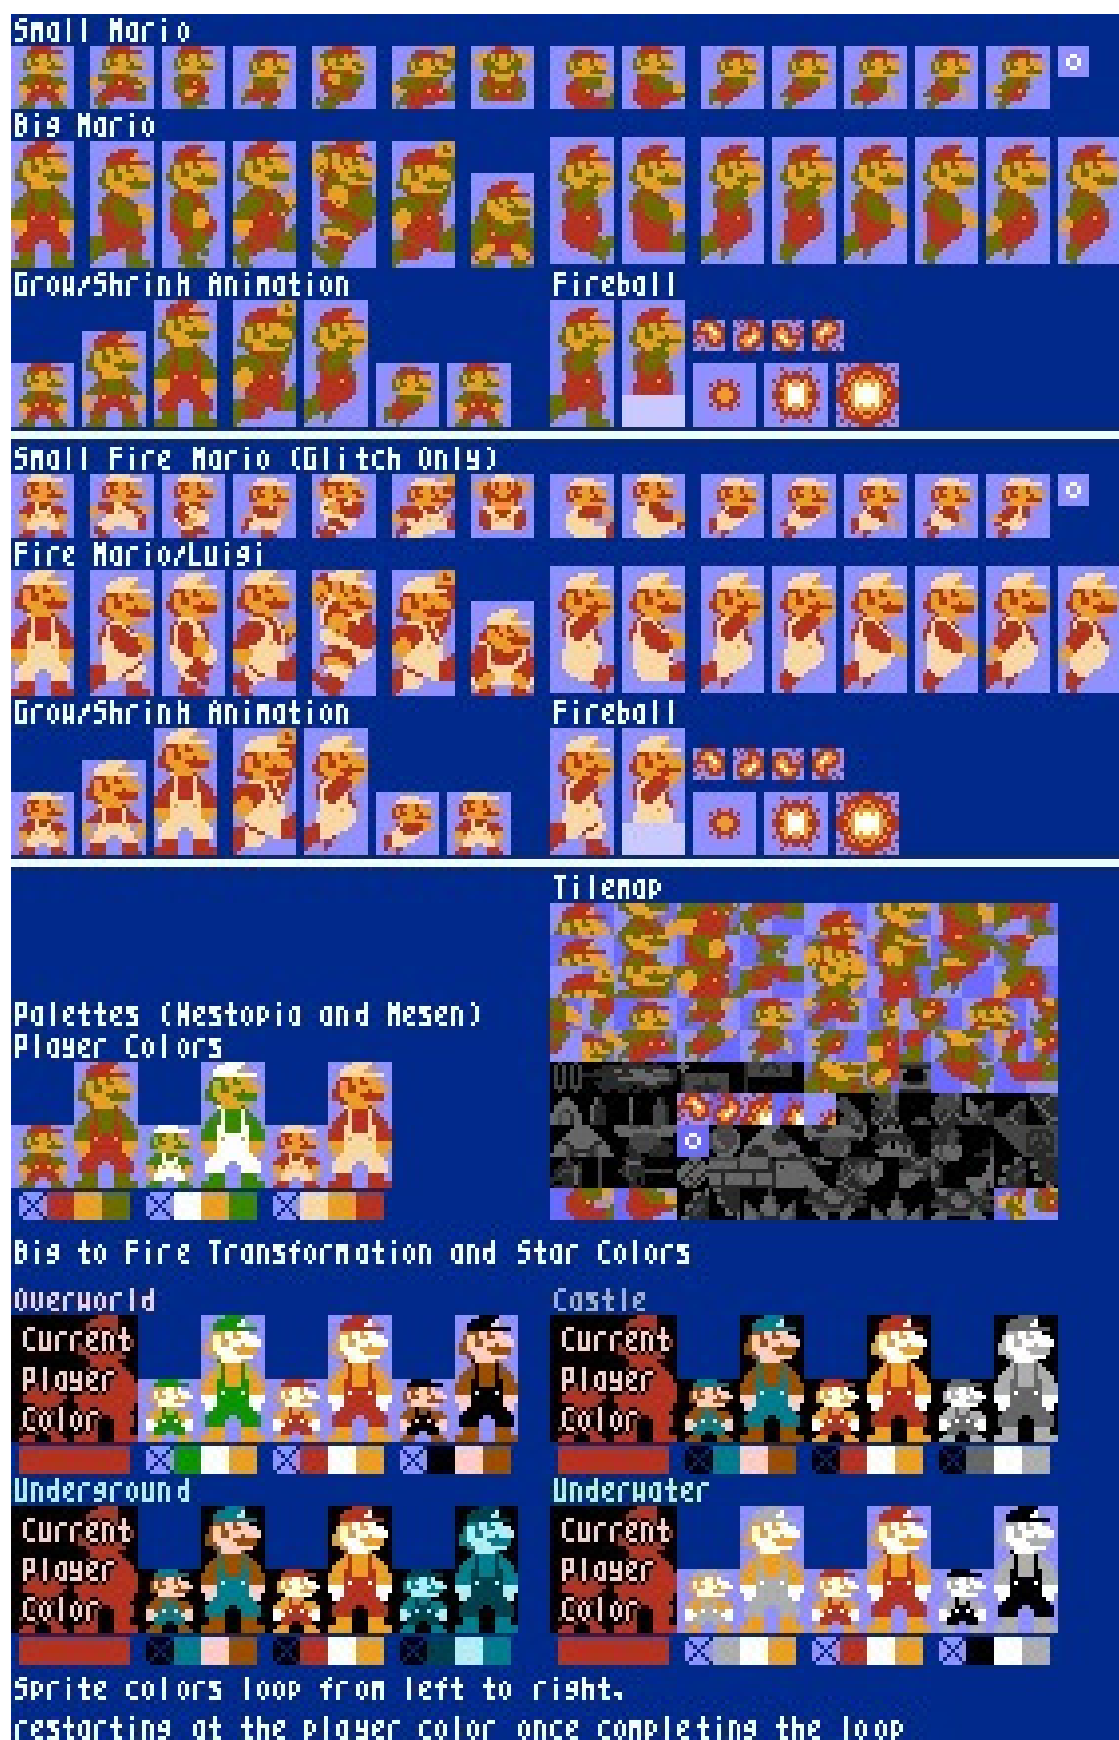 Small Mario
Big Mario
Grow/Shrink Animation
Fireball
Small Fire Mario (Glitch Only)
Fire Mario/Luigi
Grow/Shrink Animation
Fireball
Tilemap
Palettes (Nestopia and Mesen)
Player Colors
Big to Fire Transformation and Star Colors
Overworld
Castle
Current
Player
Color
Current
Player
Color
Underground
Underwater
Current
Player
Color
Current
Player
Color
Sprite colors loop from left to right,
restarting at the player color once completing the loop